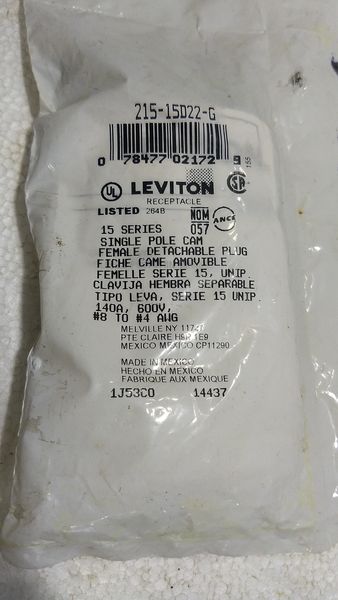 215-15D22-G
0 78477 02172 9 155
UL LEVITON SA
RECEPTACLE
LISTED 264B NOM 057 ANCE
15 SERIES
SINGLE POLE CAM
FEMALE DETACHABLE PLUG
FICHE CAME AMOVIBLE
FEMELLE SERIE 15, UNIP.
CLAVIJA HEMBRA SEPARABLE
TIPO LEVA, SERIE 15 UNIP.
140A, 600V,
#8 TO #4 AWG
MELVILLE NY 11747
PTE CLAIRE H9R 1E9
MEXICO MEXICO CP11290
MADE IN MEXICO
HECHO EN MEXICO
FABRIQUE AUX MEXIQUE
1J53C0 14437